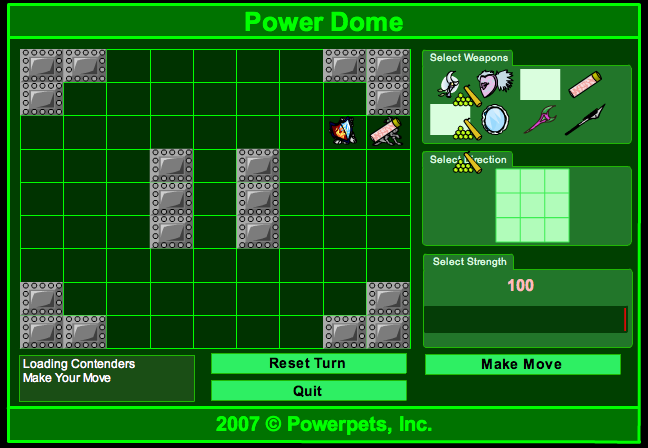 Power Dome
Select Weapons
Select Direction
Select Strength
100
Loading Contenders
Make Your Move
Reset Turn
Quit
Make Move
2007 © Powerpets, Inc.